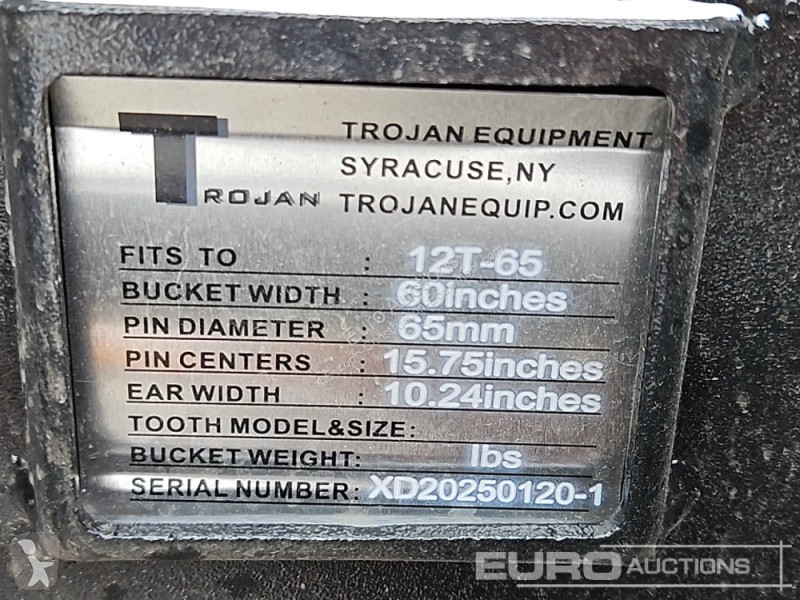 TROJAN
TROJAN EQUIPMENT
SYRACUSE,NY
TROJANEQUIP.COM
FITS TO : 12T-65
BUCKET WIDTH : 60inches
PIN DIAMETER : 65mm
PIN CENTERS : 15.75inches
EAR WIDTH : 10.24inches
TOOTH MODEL&SIZE:
BUCKET WEIGHT: lbs
SERIAL NUMBER: XD20250120-1
EURO AUCTIONS